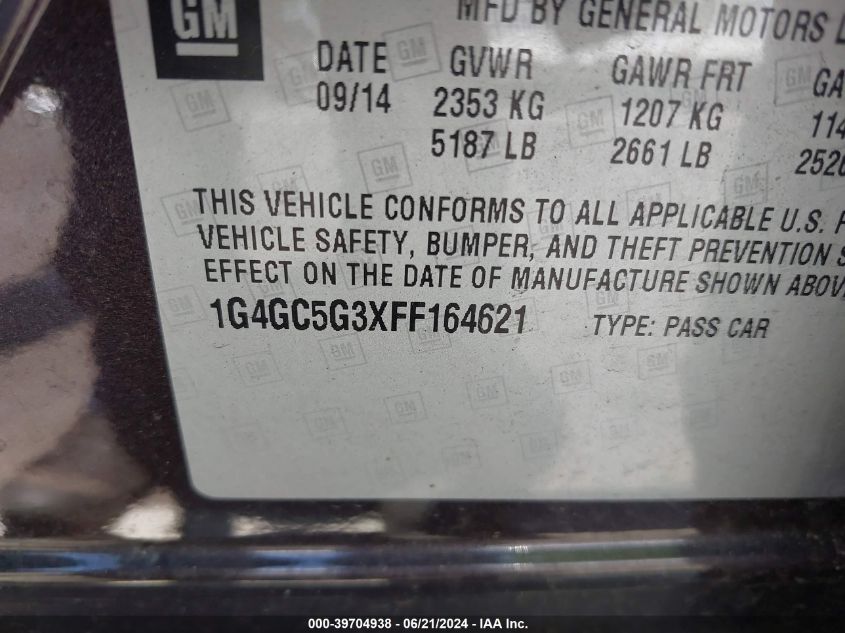 GM
MFD BY GENERAL MOTORS
DATE GVWR GAWR FRT
09/14 2353 KG 1207 KG
5187 LB 2661 LB
THIS VEHICLE CONFORMS TO ALL APPLICABLE U.S.
VEHICLE SAFETY, BUMPER, AND THEFT PREVENTION
EFFECT ON THE DATE OF MANUFACTURE SHOWN
1G4GC5G3XFF164621 TYPE: PASS CAR
000-39704938 - 06/21/2024 - IAA Inc.